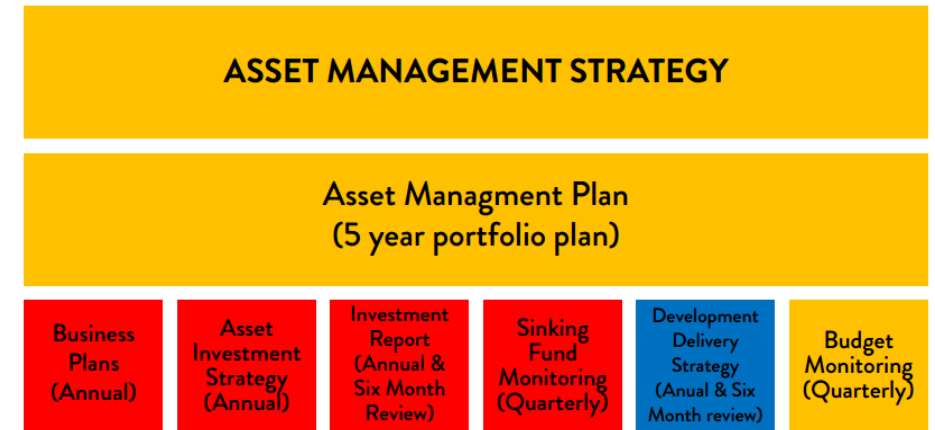 ASSET MANAGEMENT STRATEGY
Asset Managment Plan
(5 year portfolio plan)
Business
Plans
(Annual)
Asset
Investment
Strategy
(Annual)
Investment
Report
(Annual &
Six Month
Review)
Sinking
Fund
Monitoring
(Quarterly)
Development
Delivery
Strategy
(Anual & Six
Month review)
Budget
Monitoring
(Quarterly)